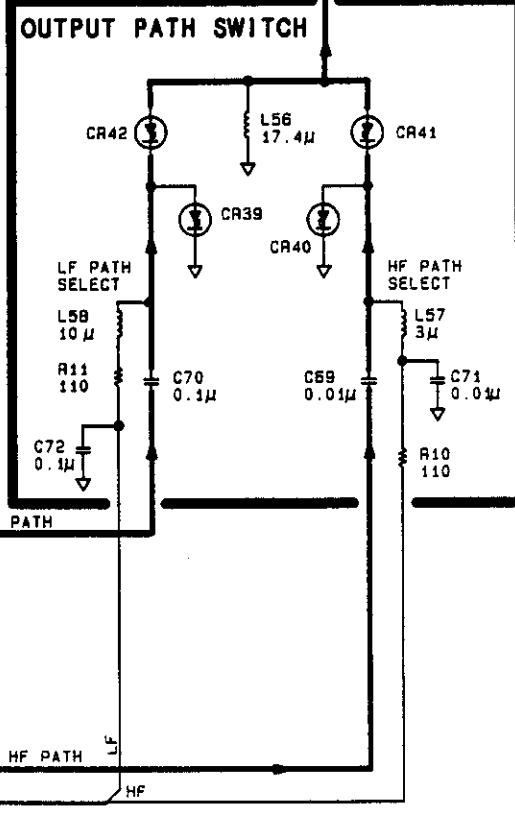 OUTPUT PATH SWITCH
CR42
L56
17.4μ
CR41
CR39
CR40
LF PATH
SELECT
HF PATH
SELECT
L58
10 μ
L57
3μ
R11
110
C70
0.1μ
C69
0.01μ
C71
0.01μ
C72
0.1μ
R10
110
PATH
LF
HF PATH
HF